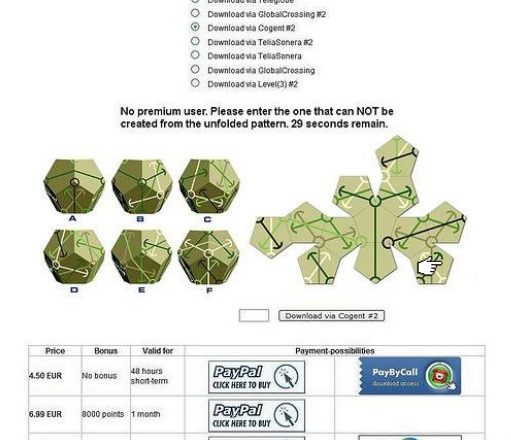 Download via Teleglobe
Download via GlobalCrossing #2
Download via Cogent #2
Download via TeliaSonera #2
Download via TeliaSonera
Download via GlobalCrossing
Download via Level(3) #2
No premium user. Please enter the one that can NOT be
created from the unfolded pattern. 29 seconds remain.
A B C
D E F
Download via Cogent #2
Price Bonus Valid for Payment-possibilities
4.50 EUR No bonus 48 hours
short-term
PayPal
CLICK HERE TO BUY
PayByCall
download access
6.99 EUR 8000 points 1 month
PayPal
CLICK HERE TO BUY